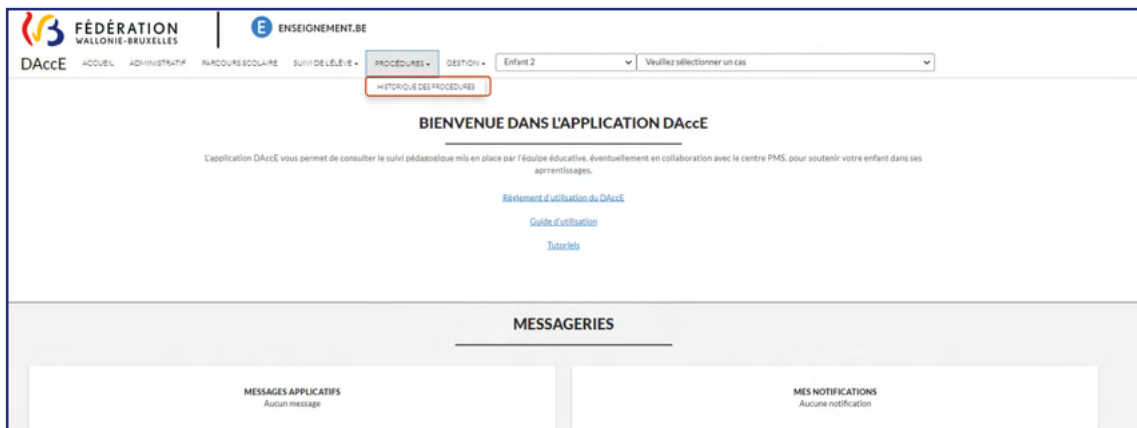 FÉDÉRATION
WALLONIE-BRUXELLES
E ENSEIGNEMENT.BE
DAccE ACCUEIL ADMINISTRATIF PARCOURS SCOLAIRE SUIVI DE L'ÉLÈVE PROCÉDURES GESTION Enfant 2 Veuillez sélectionner un cas
HISTORIQUE DES PROCÉDURES
BIENVENUE DANS L'APPLICATION DAccE
L'application DAccE vous permet de consulter le suivi pédagogique mis en place par l'équipe éducative, éventuellement en collaboration avec le centre PMS, pour soutenir votre enfant dans ses
apprentissages.
Règlement d'utilisation du DAccE
Guide d'utilisation
Tutoriels
MESSAGERIES
MESSAGES APPLICATIFS MES NOTIFICATIONS
Aucun message Aucune notification